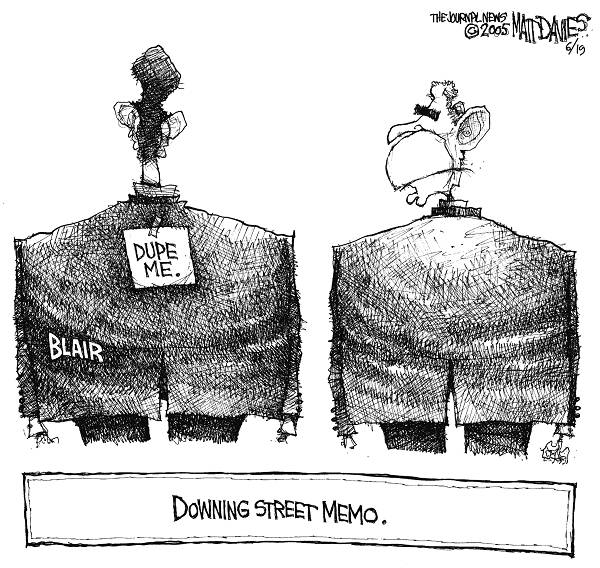 THE JOURNAL NEWS
©2005 MATT DAVIES
6/19
DUPE
ME.
BLAIR
DOWNING STREET MEMO.